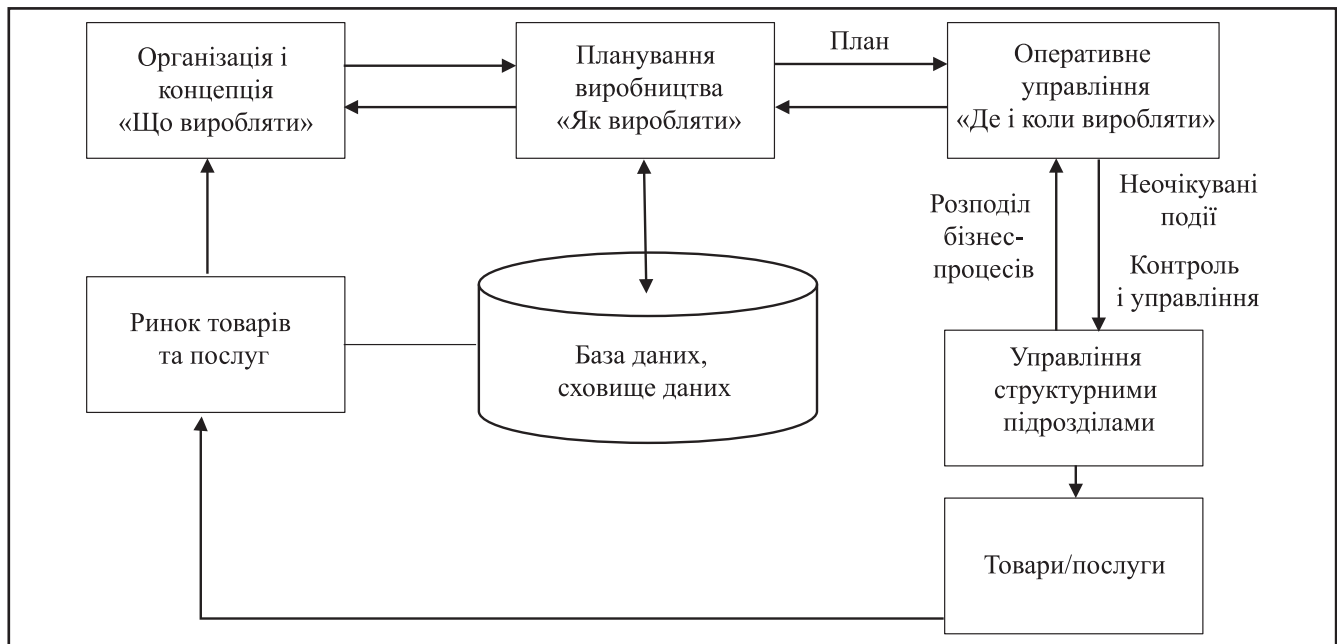 Організація і
концепція
«Що виробляти»
Планування
виробництва
«Як виробляти»
План
Оперативне
управління
«Де і коли виробляти»
Розподіл
бізнес-
процесів
Неочікувані
події
Контроль
і управління
Ринок товарів
та послуг
База даних,
сховище даних
Управління
структурними
підрозділами
Товари/послуги